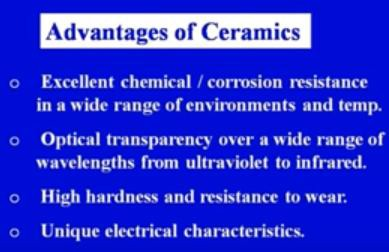 Advantages of Ceramics
o Excellent chemical / corrosion resistance
in a wide range of environments and temp.
o Optical transparency over a wide range of
wavelengths from ultraviolet to infrared.
o High hardness and resistance to wear.
o Unique electrical characteristics.